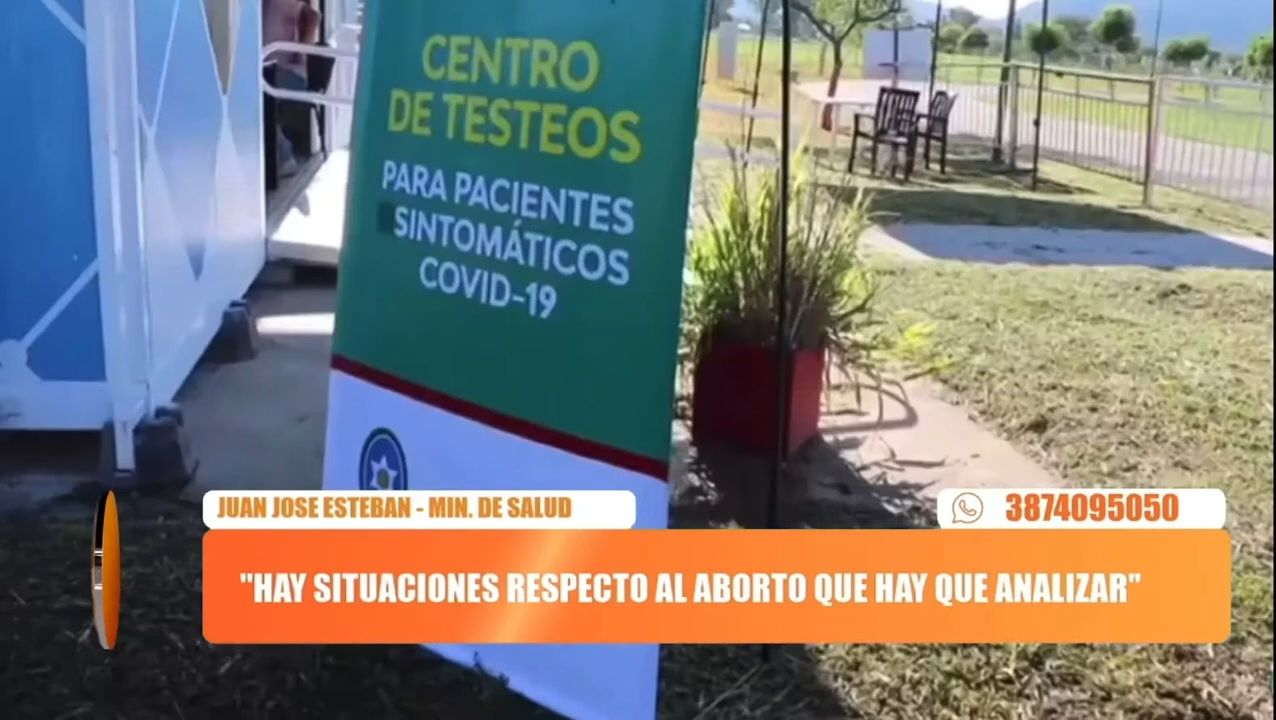 CENTRO
DE TESTEOS
PARA PACIENTES
SINTOMÁTICOS
COVID-19
JUAN JOSE ESTEBAN - MIN. DE SALUD
3874095050
"HAY SITUACIONES RESPECTO AL ABORTO QUE HAY QUE ANALIZAR"